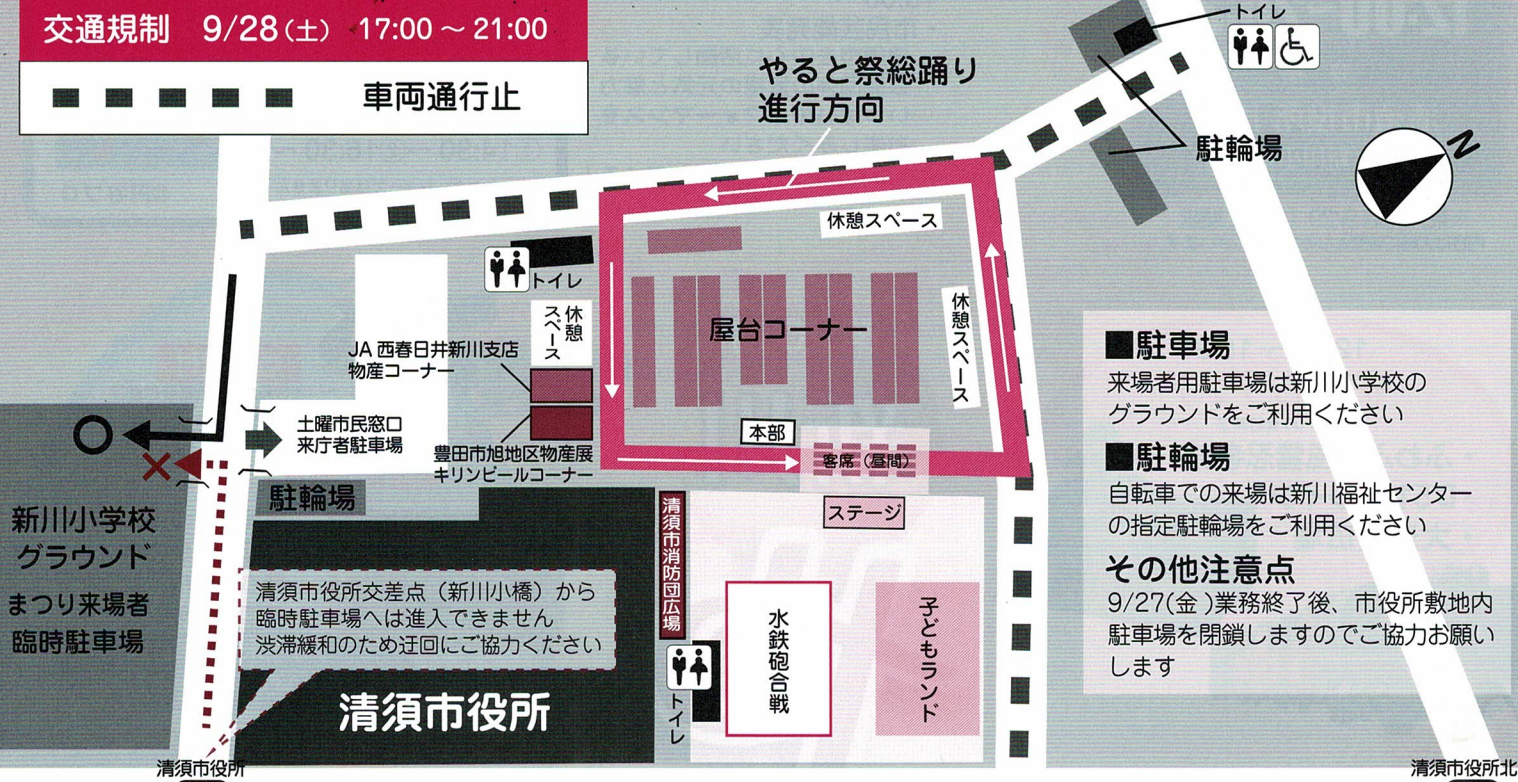 交通規制 9/28(土) 17:00～21:00
車両通行止
やると祭総踊り
進行方向
トイレ
駐輪場
N
休憩スペース
トイレ
休憩
スペース
屋台コーナー
休憩スペース
JA 西春日井新川支店
物産コーナー
土曜市民窓口
来庁者駐車場
豊田市旭地区物産展
キリンビールコーナー
本部
客席（昼間）
駐輪場
ステージ
新川小学校
グラウンド
まつり来場者
臨時駐車場
清須市役所交差点（新川小橋）から
臨時駐車場へは進入できません
渋滞緩和のため迂回にご協力ください
清須市消防団広場
水鉄砲合戦
子どもランド
トイレ
清須市役所
清須市役所
清須市役所北
■駐車場
来場者用駐車場は新川小学校の
グラウンドをご利用ください
■駐輪場
自転車での来場は新川福祉センター
の指定駐輪場をご利用ください
その他注意点
9/27(金)業務終了後、市役所敷地内
駐車場を閉鎖しますのでご協力お願い
します